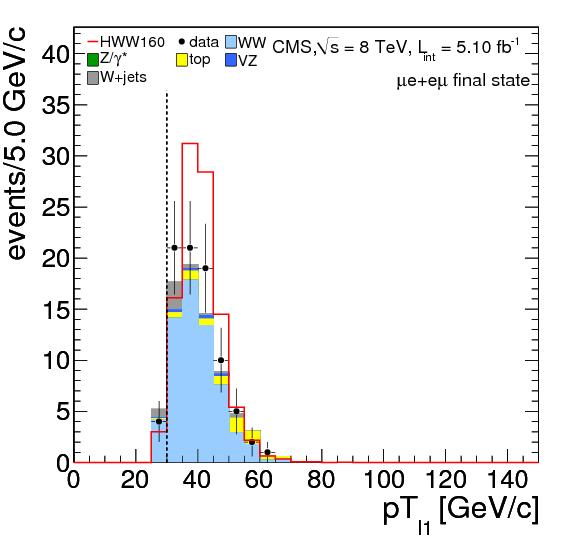 HWW160 data WW CMS,√s = 8 TeV, L_int = 5.10 fb⁻¹
Z/γ* top VZ
W+jets
μe+eμ final state
events/5.0 GeV/c
40
35
30
25
20
15
10
5
0
0 20 40 60 80 100 120 140
pT_l1 [GeV/c]